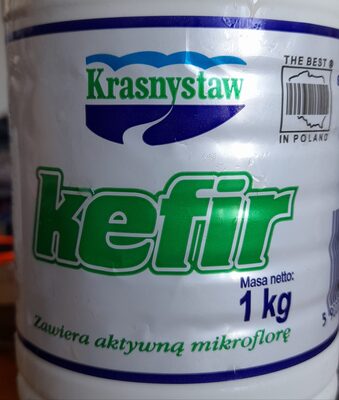 Krasnystaw
THE BEST ®
IN POLAND
kefir
Masa netto:
1 kg
Zawiera aktywną mikroflorę